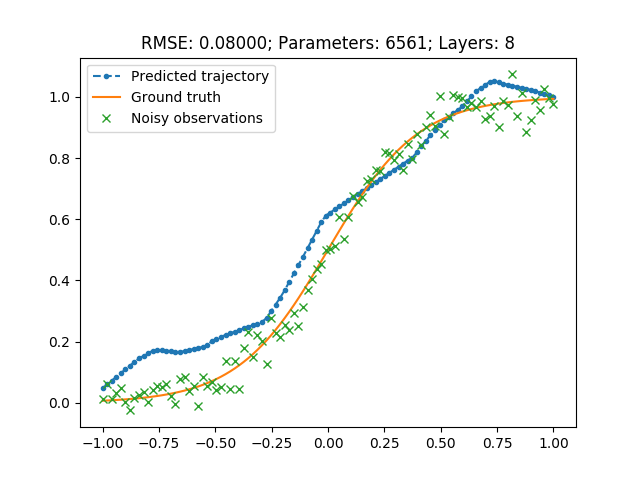 RMSE: 0.08000; Parameters: 6561; Layers: 8
Predicted trajectory
Ground truth
Noisy observations
1.0
0.8
0.6
0.4
0.2
0.0
−1.00 −0.75 −0.50 −0.25 0.00 0.25 0.50 0.75 1.00